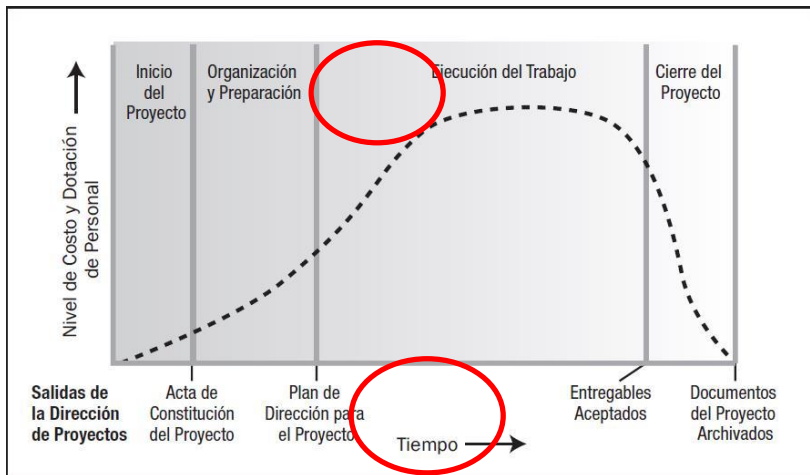 Inicio
del
Proyecto
Organización
y Preparación
Ejecución del Trabajo
Cierre del
Proyecto
Nivel de Costo y Dotación
de Personal
Salidas de
la Dirección
de Proyectos
Acta de
Constitución
del Proyecto
Plan de
Dirección para
el Proyecto
Tiempo
Entregables
Aceptados
Documentos
del Proyecto
Archivados